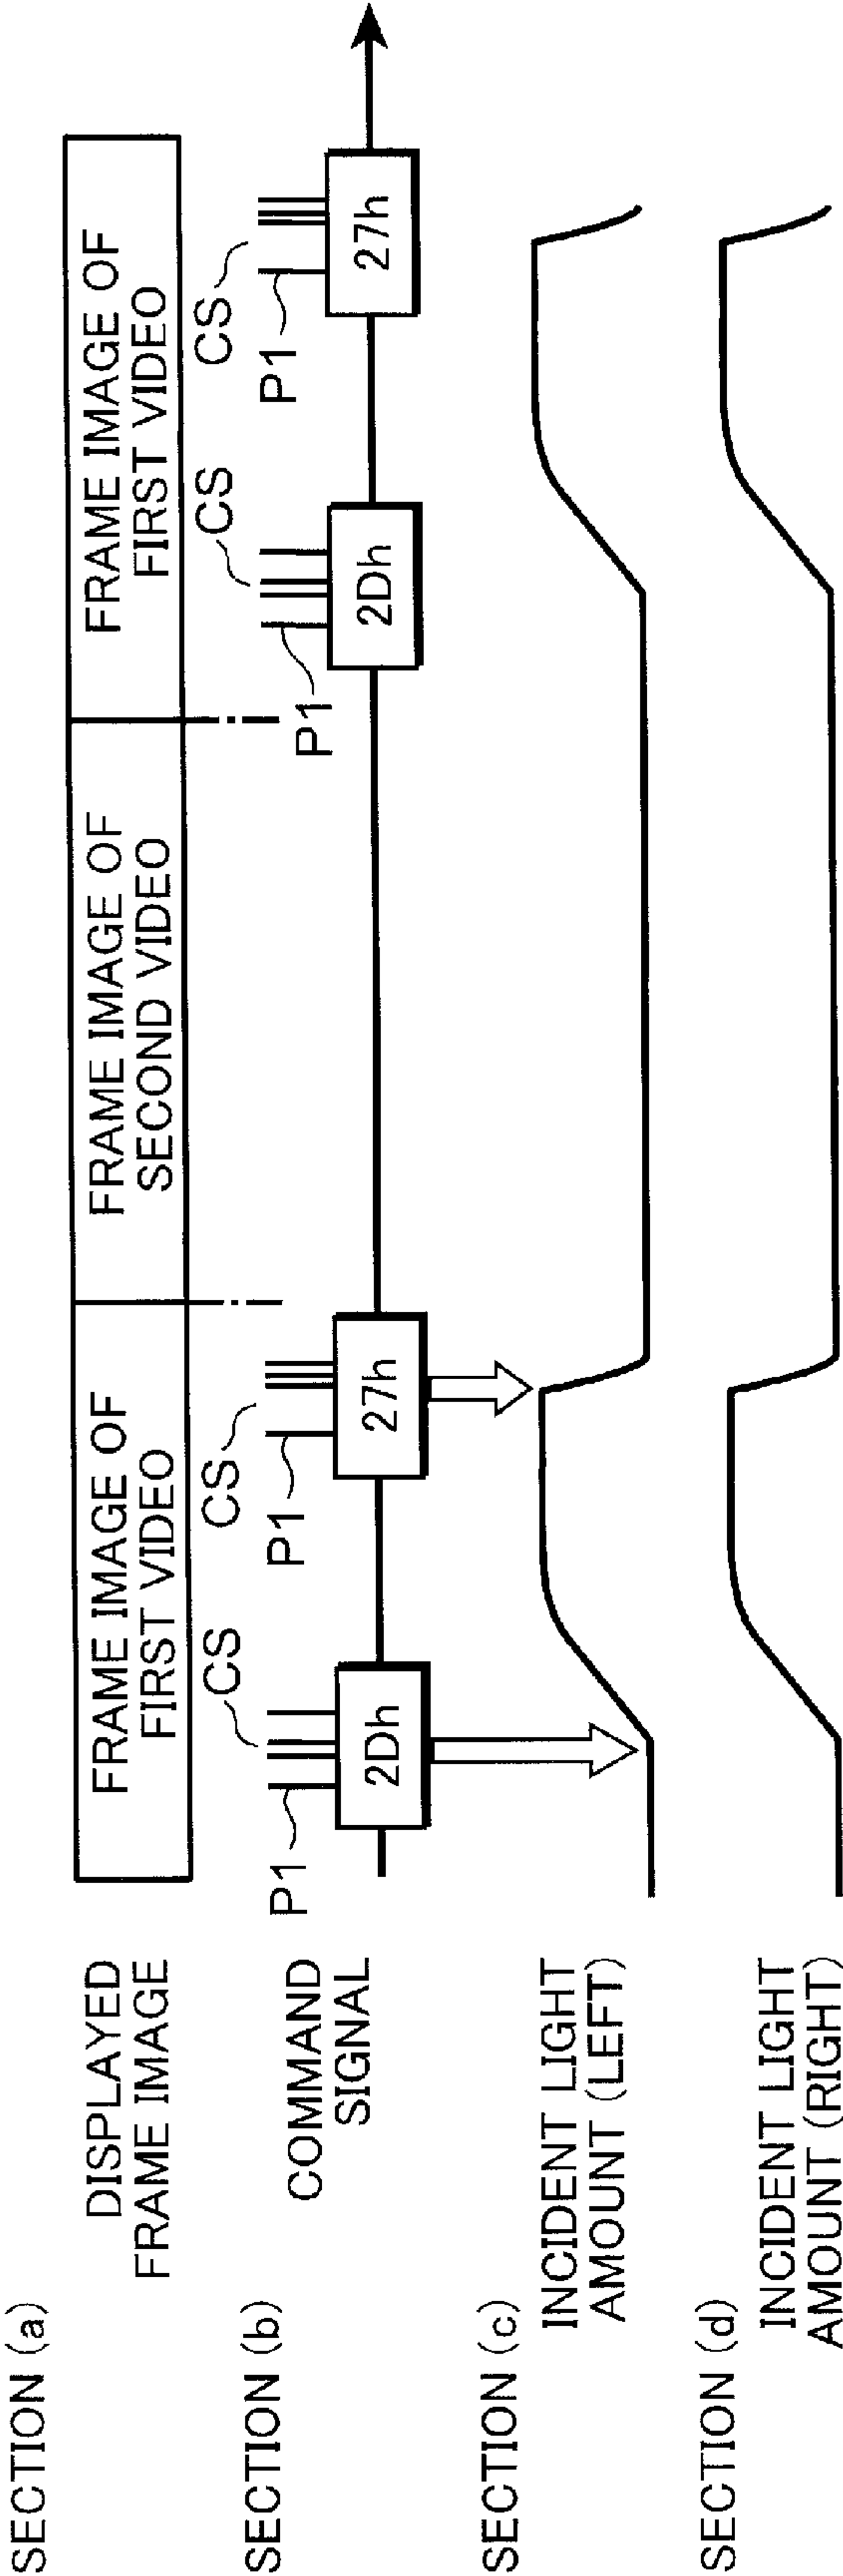 SECTION (a)
DISPLAYED
FRAME IMAGE
FRAME IMAGE OF
FIRST VIDEO
FRAME IMAGE OF
SECOND VIDEO
FRAME IMAGE OF
FIRST VIDEO
SECTION (b)
COMMAND
SIGNAL
P1
CS
2Dh
P1
CS
27h
P1
CS
2Dh
P1
CS
27h
SECTION (c)
INCIDENT LIGHT
AMOUNT (LEFT)
SECTION (d)
INCIDENT LIGHT
AMOUNT (RIGHT)